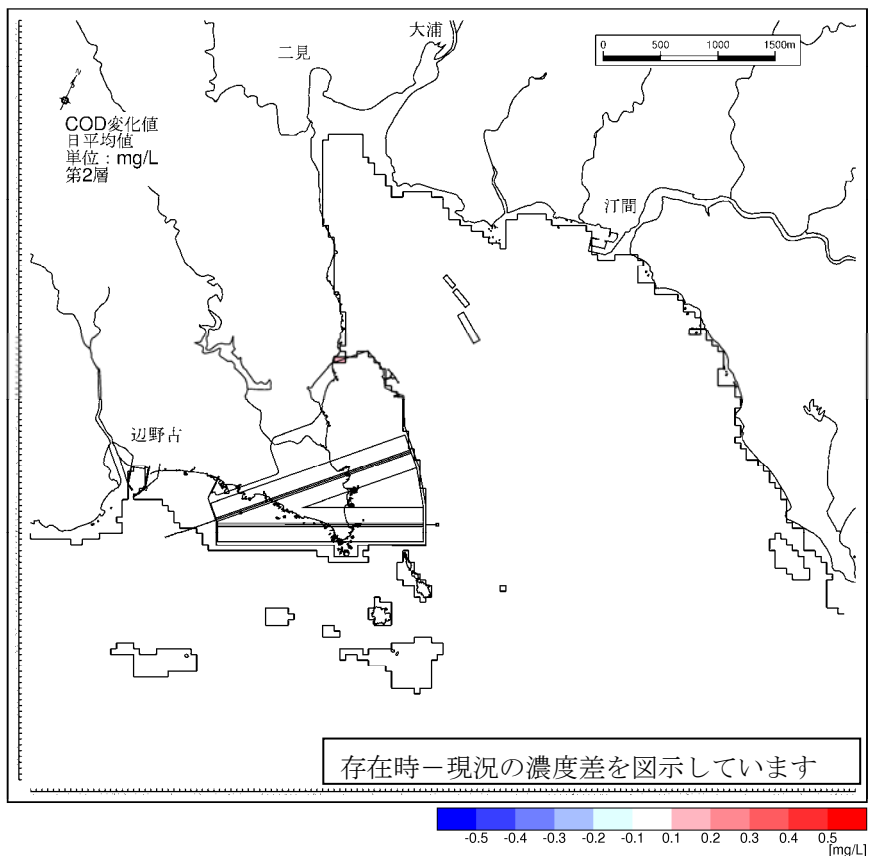 大浦
二見
0 500 1000 1500m
N
COD変化値
日平均値
単位：mg/L
第2層
汀間
辺野古
存在時－現況の濃度差を図示しています
-0.5 -0.4 -0.3 -0.2 -0.1 0.1 0.2 0.3 0.4 0.5
[mg/L]